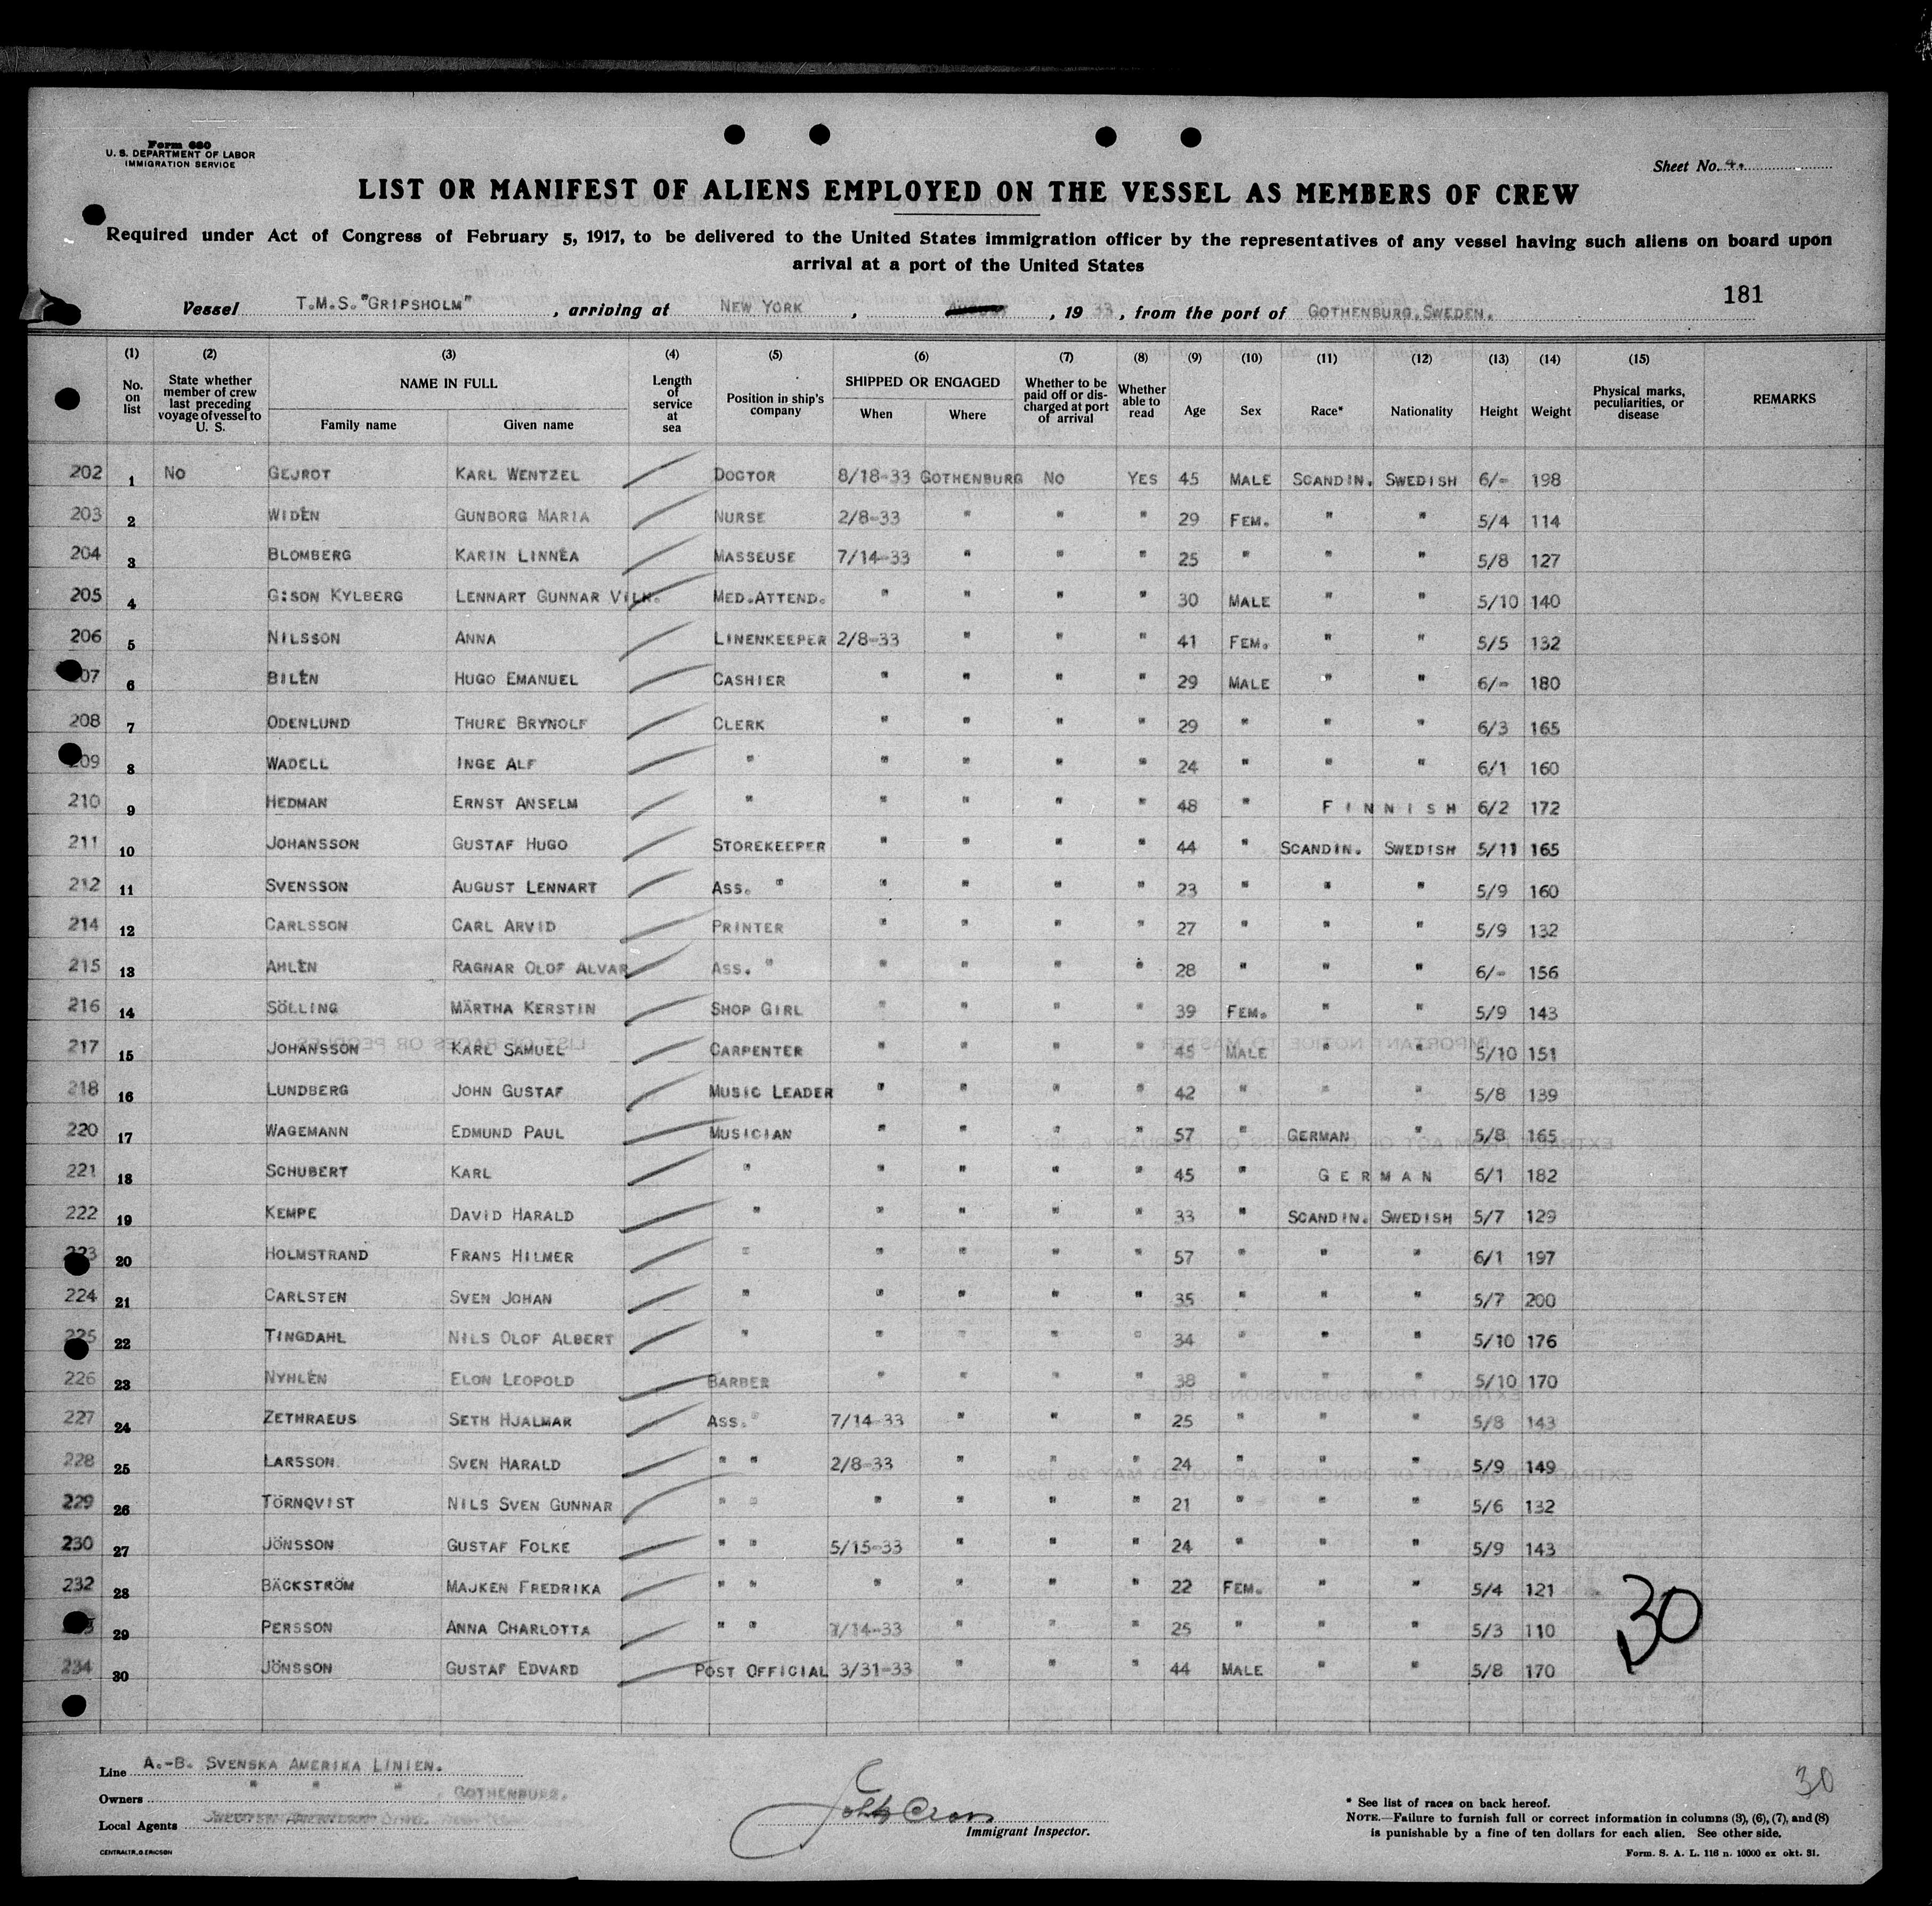 Form 680
U. S. DEPARTMENT OF LABOR
IMMIGRATION SERVICE
Sheet No. 4.
LIST OR MANIFEST OF ALIENS EMPLOYED ON THE VESSEL AS MEMBERS OF CREW
Required under Act of Congress of February 5, 1917, to be delivered to the United States immigration officer by the representatives of any vessel having such aliens on board upon
arrival at a port of the United States
181
Vessel T.M.S. "GRIPSHOLM", arriving at NEW YORK, , 1933, from the port of GOTHENBURG, SWEDEN.
(1) (2) (3) (4) (5) (6) (7) (8) (9) (10) (11) (12) (13) (14) (15)
No. on list State whether member of crew last preceding voyage of vessel to U. S. NAME IN FULL Family name Given name Length of service at sea Position in ship's company SHIPPED OR ENGAGED When Where Whether to be paid off or discharged at port of arrival Whether able to read Age Sex Race* Nationality Height Weight Physical marks, peculiarities, or disease REMARKS
202 1 NO GEJROT KARL WENTZEL DOCTOR 8/18-33 GOTHENBURG NO YES 45 MALE SCANDIN. SWEDISH 6/- 198
203 2 WIDÉN GUNBORG MARIA NURSE 2/8-33 " " " 29 FEM. " " 5/4 114
204 3 BLOMBERG KARIN LINNÉA MASSEUSE 7/14-33 " " " 25 " " " 5/8 127
205 4 G:SON KYLBERG LENNART GUNNAR VILH. MED.ATTEND. " " " " 30 MALE " " 5/10 140
206 5 NILSSON ANNA LINENKEEPER 2/8-33 " " " 41 FEM. " " 5/5 132
207 6 BILÉN HUGO EMANUEL CASHIER " " " " 29 MALE " " 6/- 180
208 7 ODENLUND THURE BRYNOLF CLERK " " " " 29 " " " 6/3 165
209 8 WADELL INGE ALF " " " " " 24 " " " 6/1 160
210 9 HEDMAN ERNST ANSELM " " " " " 48 " FINNISH 6/2 172
211 10 JOHANSSON GUSTAF HUGO STOREKEEPER " " " " 44 " SCANDIN. SWEDISH 5/11 165
212 11 SVENSSON AUGUST LENNART ASS. " " " " " 23 " " " 5/9 160
214 12 CARLSSON CARL ARVID PRINTER " " " " 27 " " " 5/9 132
215 13 AHLÉN RAGNAR OLOF ALVAR ASS. " " " " " 28 " " " 6/- 156
216 14 SÖLLING MÄRTHA KERSTIN SHOP GIRL " " " " 39 FEM. " " 5/9 143
217 15 JOHANSSON KARL SAMUEL CARPENTER " " " " 45 MALE " " 5/10 151
218 16 LUNDBERG JOHN GUSTAF MUSIC LEADER " " " " 42 " " " 5/8 139
220 17 WAGEMANN EDMUND PAUL MUSICIAN " " " " 57 " GERMAN " 5/8 165
221 18 SCHUBERT KARL " " " " " 45 " GERMAN 6/1 182
222 19 KEMPE DAVID HARALD " " " " " 33 " SCANDIN. SWEDISH 5/7 129
223 20 HOLMSTRAND FRANS HILMER " " " " " 57 " " " 6/1 197
224 21 CARLSTEN SVEN JOHAN " " " " " 35 " " " 5/7 200
225 22 TINGDAHL NILS OLOF ALBERT " " " " " 34 " " " 5/10 176
226 23 NYHLÉN ELON LEOPOLD BARBER " " " " 38 " " " 5/10 170
227 24 ZETHRAEUS SETH HJALMAR ASS. " 7/14-33 " " " 25 " " " 5/8 143
228 25 LARSSON SVEN HARALD " " 2/8-33 " " " 24 " " " 5/9 149
229 26 TÖRNQVIST NILS SVEN GUNNAR " " " " " " 21 " " " 5/6 132
230 27 JÖNSSON GUSTAF FOLKE " " 5/15-33 " " " 24 " " " 5/9 143
232 28 BÄCKSTRÖM MAJKEN FREDRIKA " " " " " " 22 FEM. " " 5/4 121
29 PERSSON ANNA CHARLOTTA " " 7/14-33 " " " 25 " " " 5/3 110
234 30 JÖNSSON GUSTAF EDVARD POST OFFICIAL 3/31-33 " " " 44 MALE " " 5/8 170
30
Line A.-B. SVENSKA AMERIKA LINIEN.
Owners " " " , GOTHENBURG.
Local Agents SWEDISH AMERICAN LINE.
CENTRALTR. G. ERICSON
John Cross
Immigrant Inspector.
30
* See list of races on back hereof.
NOTE.—Failure to furnish full or correct information in columns (3), (6), (7), and (8)
is punishable by a fine of ten dollars for each alien. See other side.
Form. S. A. L. 116 n. 10000 ex okt. 31.